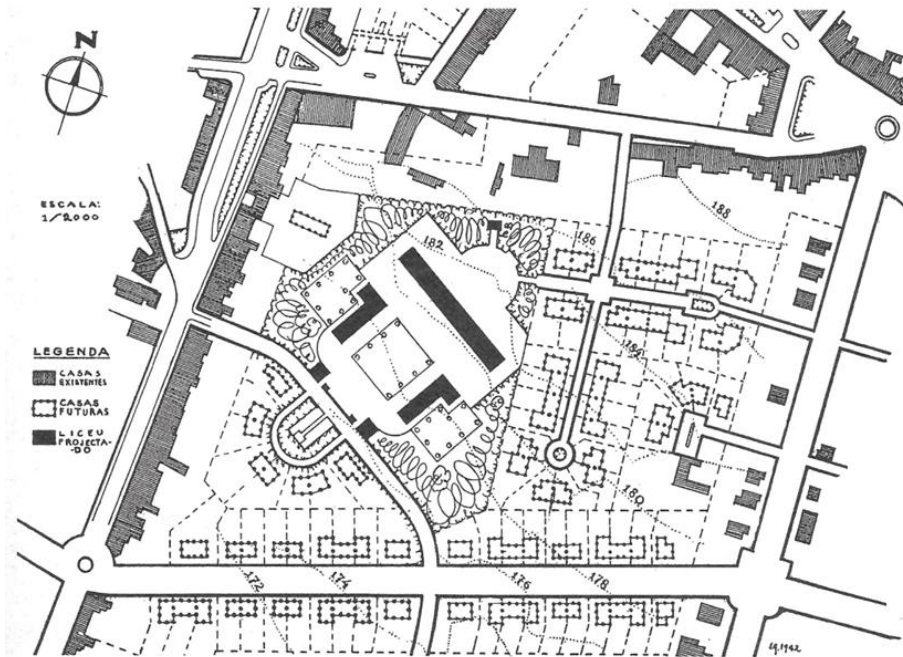 N
ESCALA:
1/2000
LEGENDA
CASAS
EXISTENTES
CASAS
FUTURAS
LICEU
PROJECTA-
-DO
182
186
188
186
180
172
174
176
178
1942